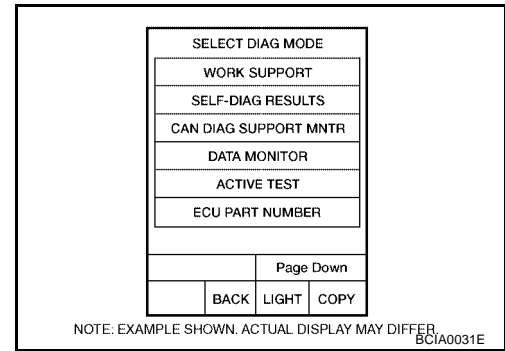 SELECT DIAG MODE
WORK SUPPORT
SELF-DIAG RESULTS
CAN DIAG SUPPORT MNTR
DATA MONITOR
ACTIVE TEST
ECU PART NUMBER
Page Down
BACK LIGHT COPY
NOTE: EXAMPLE SHOWN. ACTUAL DISPLAY MAY DIFFER.
BCIA0031E